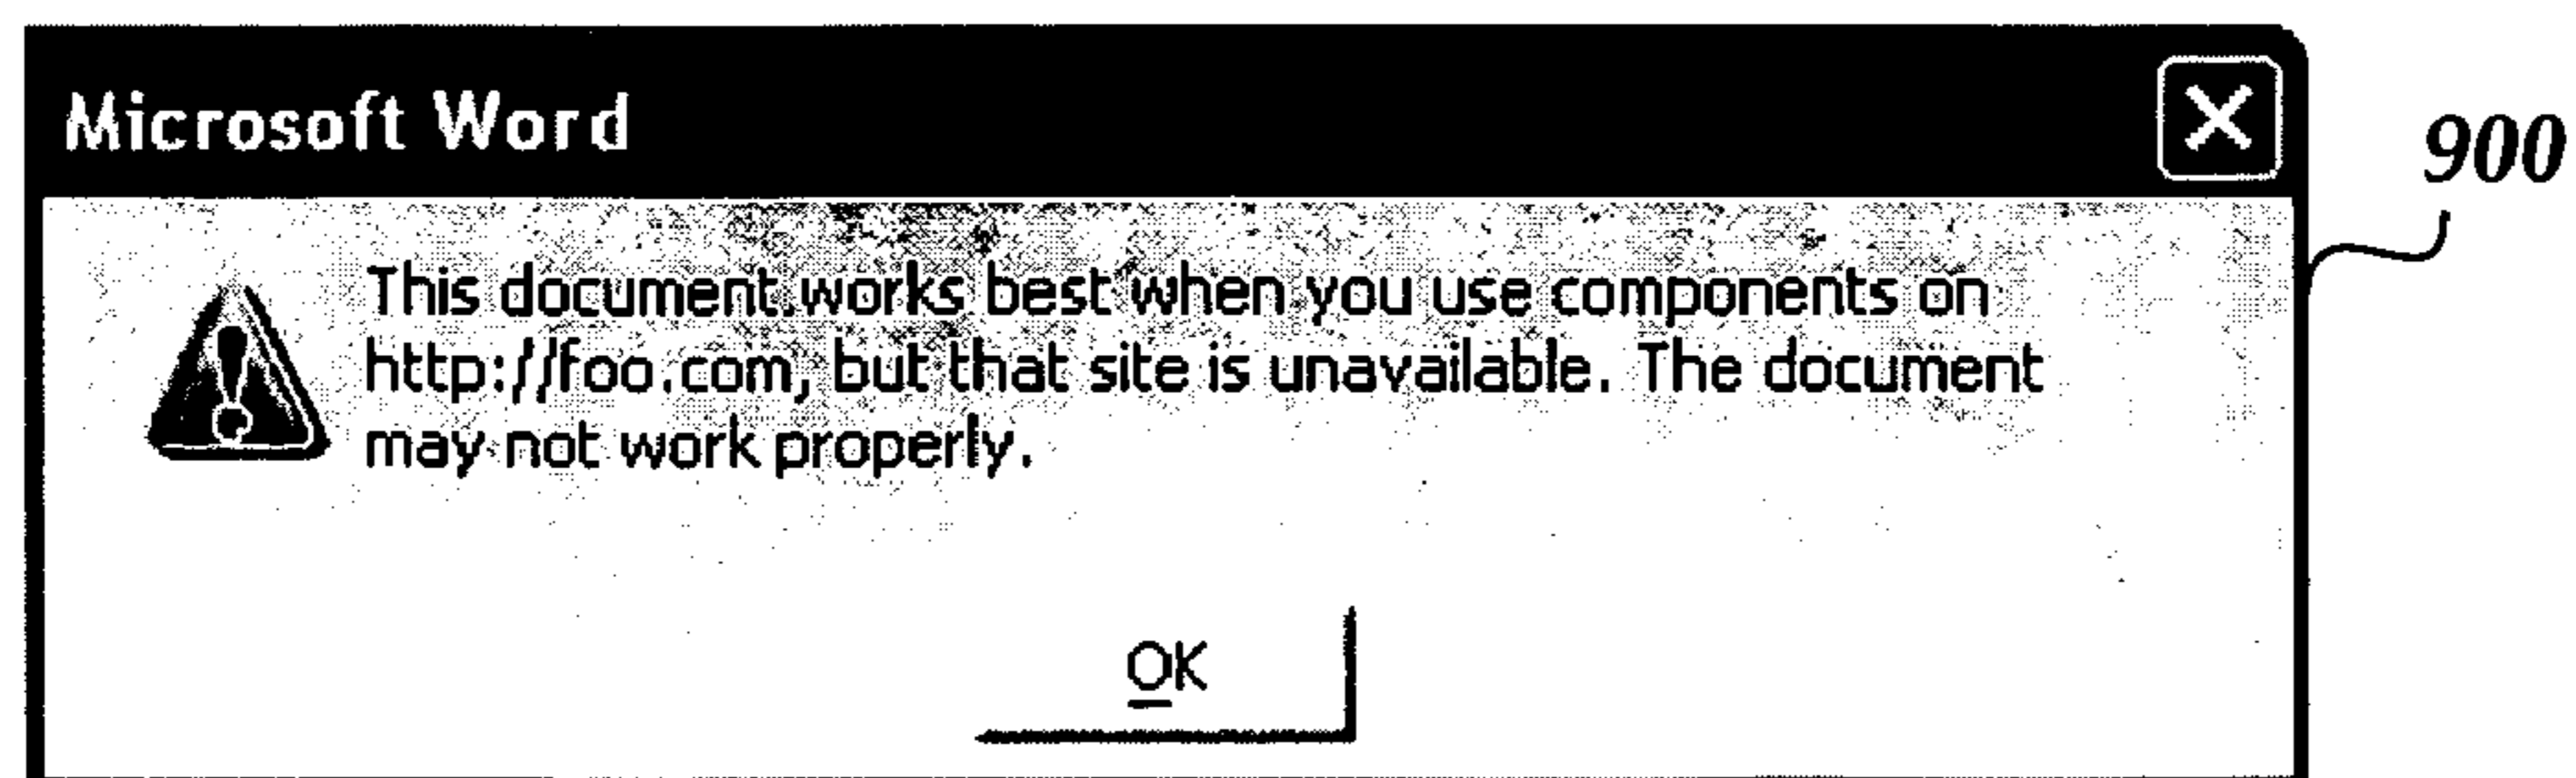 Microsoft Word
900
This document works best when you use components on
http://foo.com, but that site is unavailable. The document
may not work properly.
OK